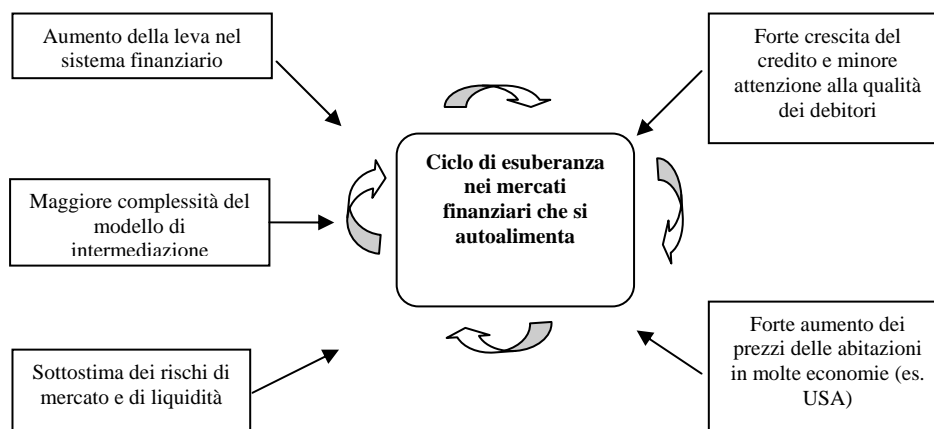 Aumento della leva nel
sistema finanziario
Maggiore complessità del
modello di
intermediazione
Sottostima dei rischi di
mercato e di liquidità
Ciclo di esuberanza
nei mercati
finanziari che si
autoalimenta
Forte crescita del
credito e minore
attenzione alla qualità
dei debitori
Forte aumento dei
prezzi delle abitazioni
in molte economie (es.
USA)